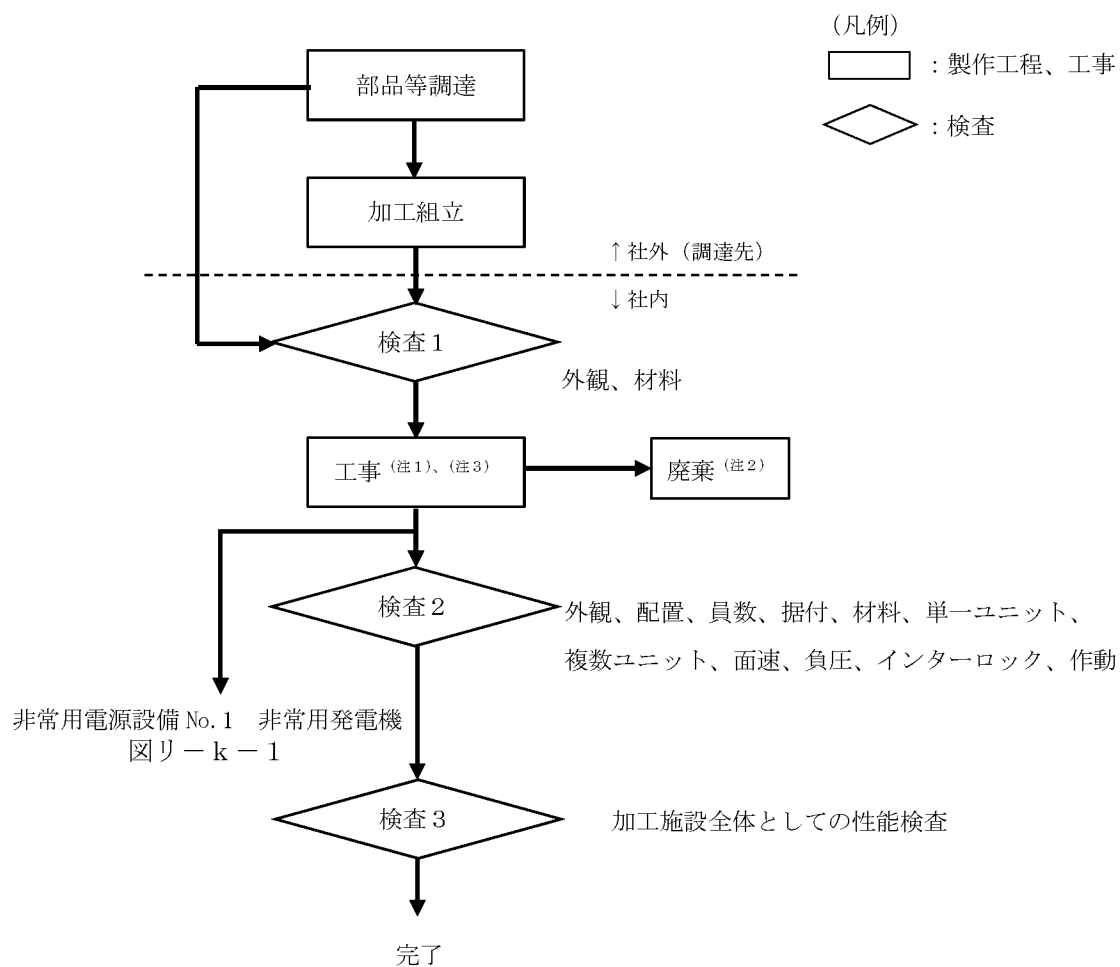 (凡例)
:製作工程、工事
:検査
部品等調達
加工組立
↑社外(調達先)
↓社内
検査1
外観、材料
工事(注1)、(注3)
廃棄(注2)
検査2
外観、配置、員数、据付、材料、単一ユニット、
複数ユニット、面速、負圧、インターロック、作動
非常用電源設備 No.1 非常用発電機
図リ-k-1
検査3
加工施設全体としての性能検査
完了